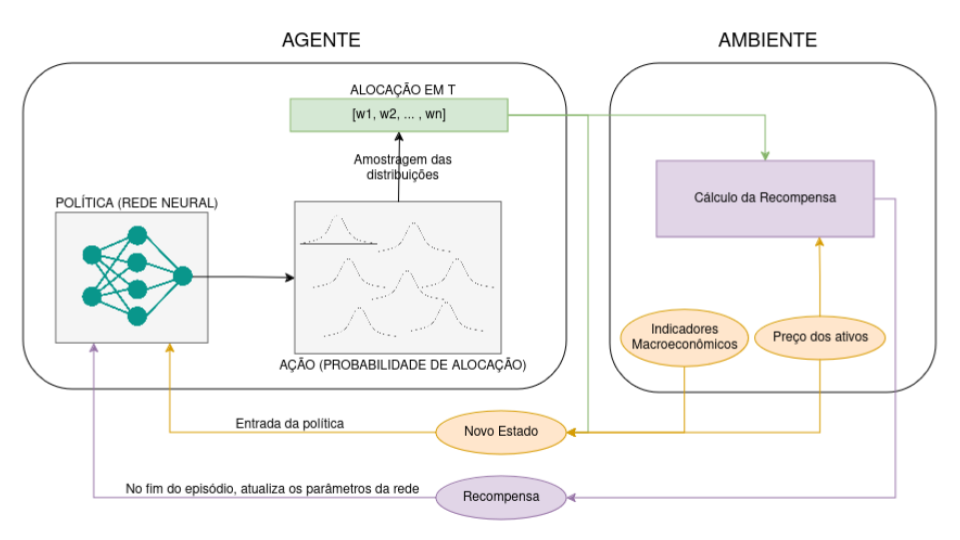 AGENTE
AMBIENTE
ALOCAÇÃO EM T
[w1, w2, ... , wn]
Amostragem das
distribuições
POLÍTICA (REDE NEURAL)
Cálculo da Recompensa
AÇÃO (PROBABILIDADE DE ALOCAÇÃO)
Indicadores
Macroeconômicos
Preço dos ativos
Entrada da política
Novo Estado
No fim do episódio, atualiza os parâmetros da rede
Recompensa